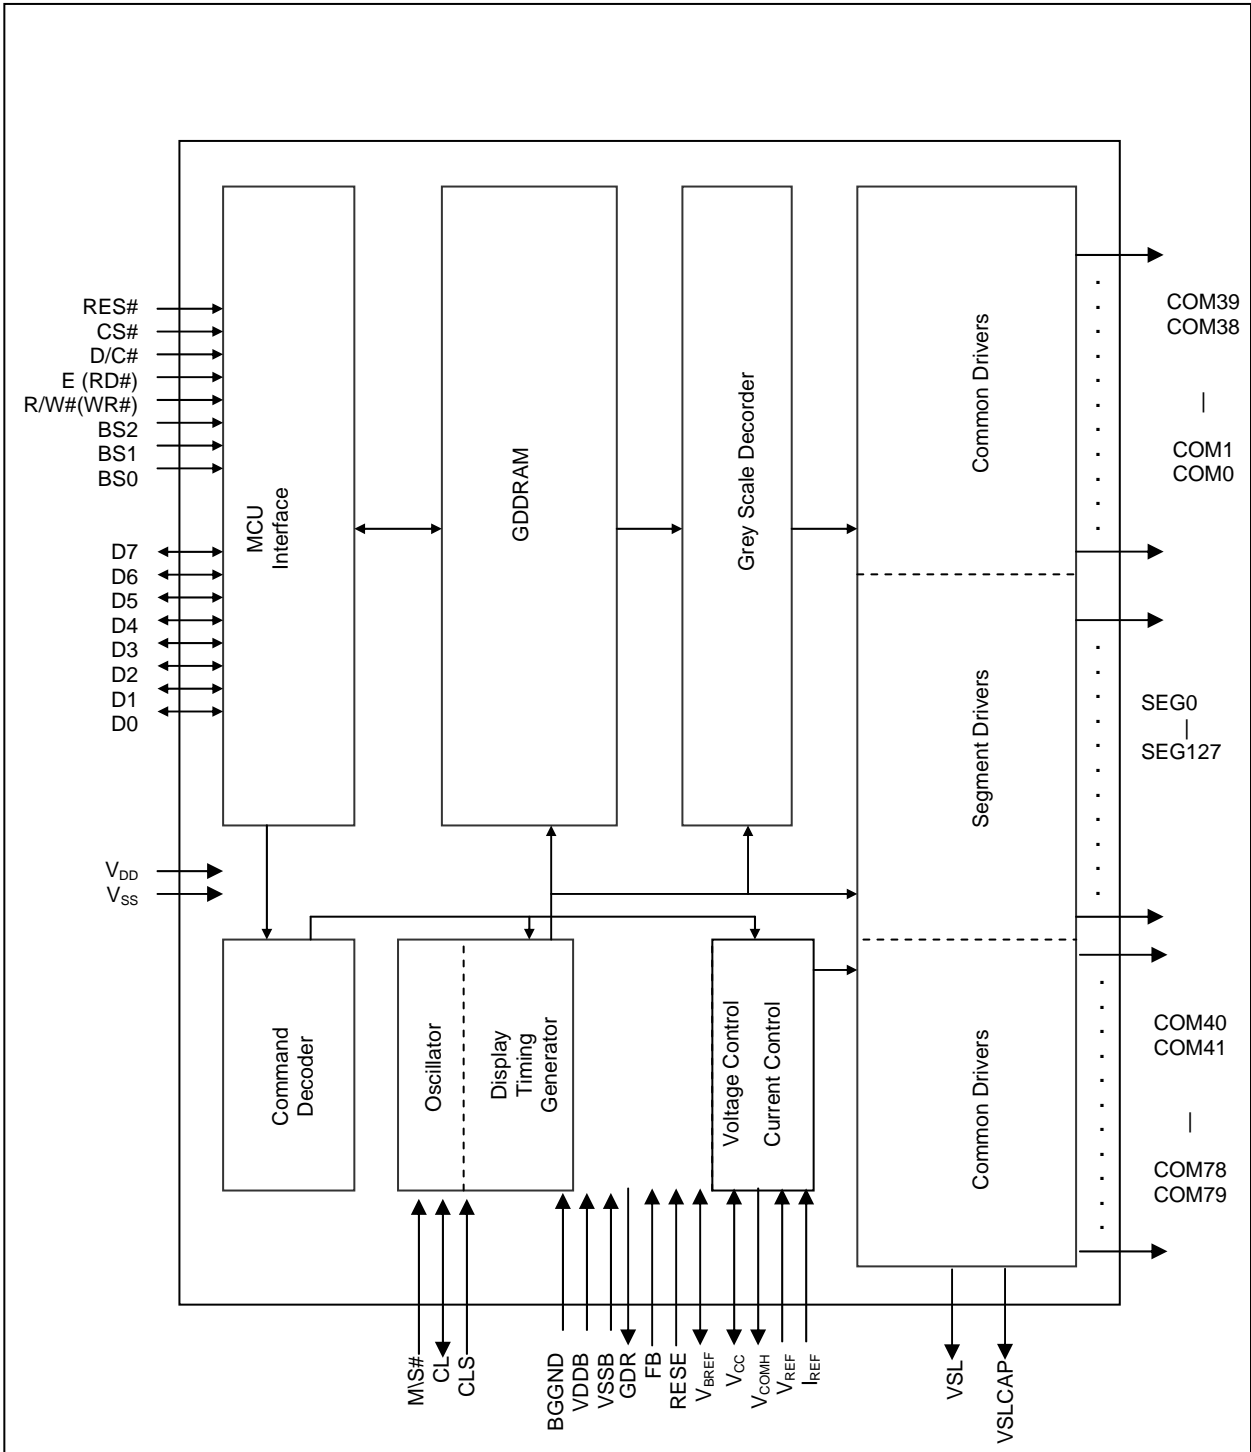 RES#
CS#
D/C#
E (RD#)
R/W#(WR#)
BS2
BS1
BS0
D7
D6
D5
D4
D3
D2
D1
D0
VDD
VSS
MCU
Interface
GDDRAM
Grey Scale Decorder
Common Drivers
Segment Drivers
Common Drivers
COM39
COM38
|
COM1
COM0
SEG0
|
SEG127
COM40
COM41
|
COM78
COM79
Command
Decoder
Oscillator
Display
Timing
Generator
Voltage Control
Current Control
M\S#
CL
CLS
BGGND
VDDB
VSSB
GDR
FB
RESE
VBREF
VCC
VCOMH
VREF
IREF
VSL
VSLCAP